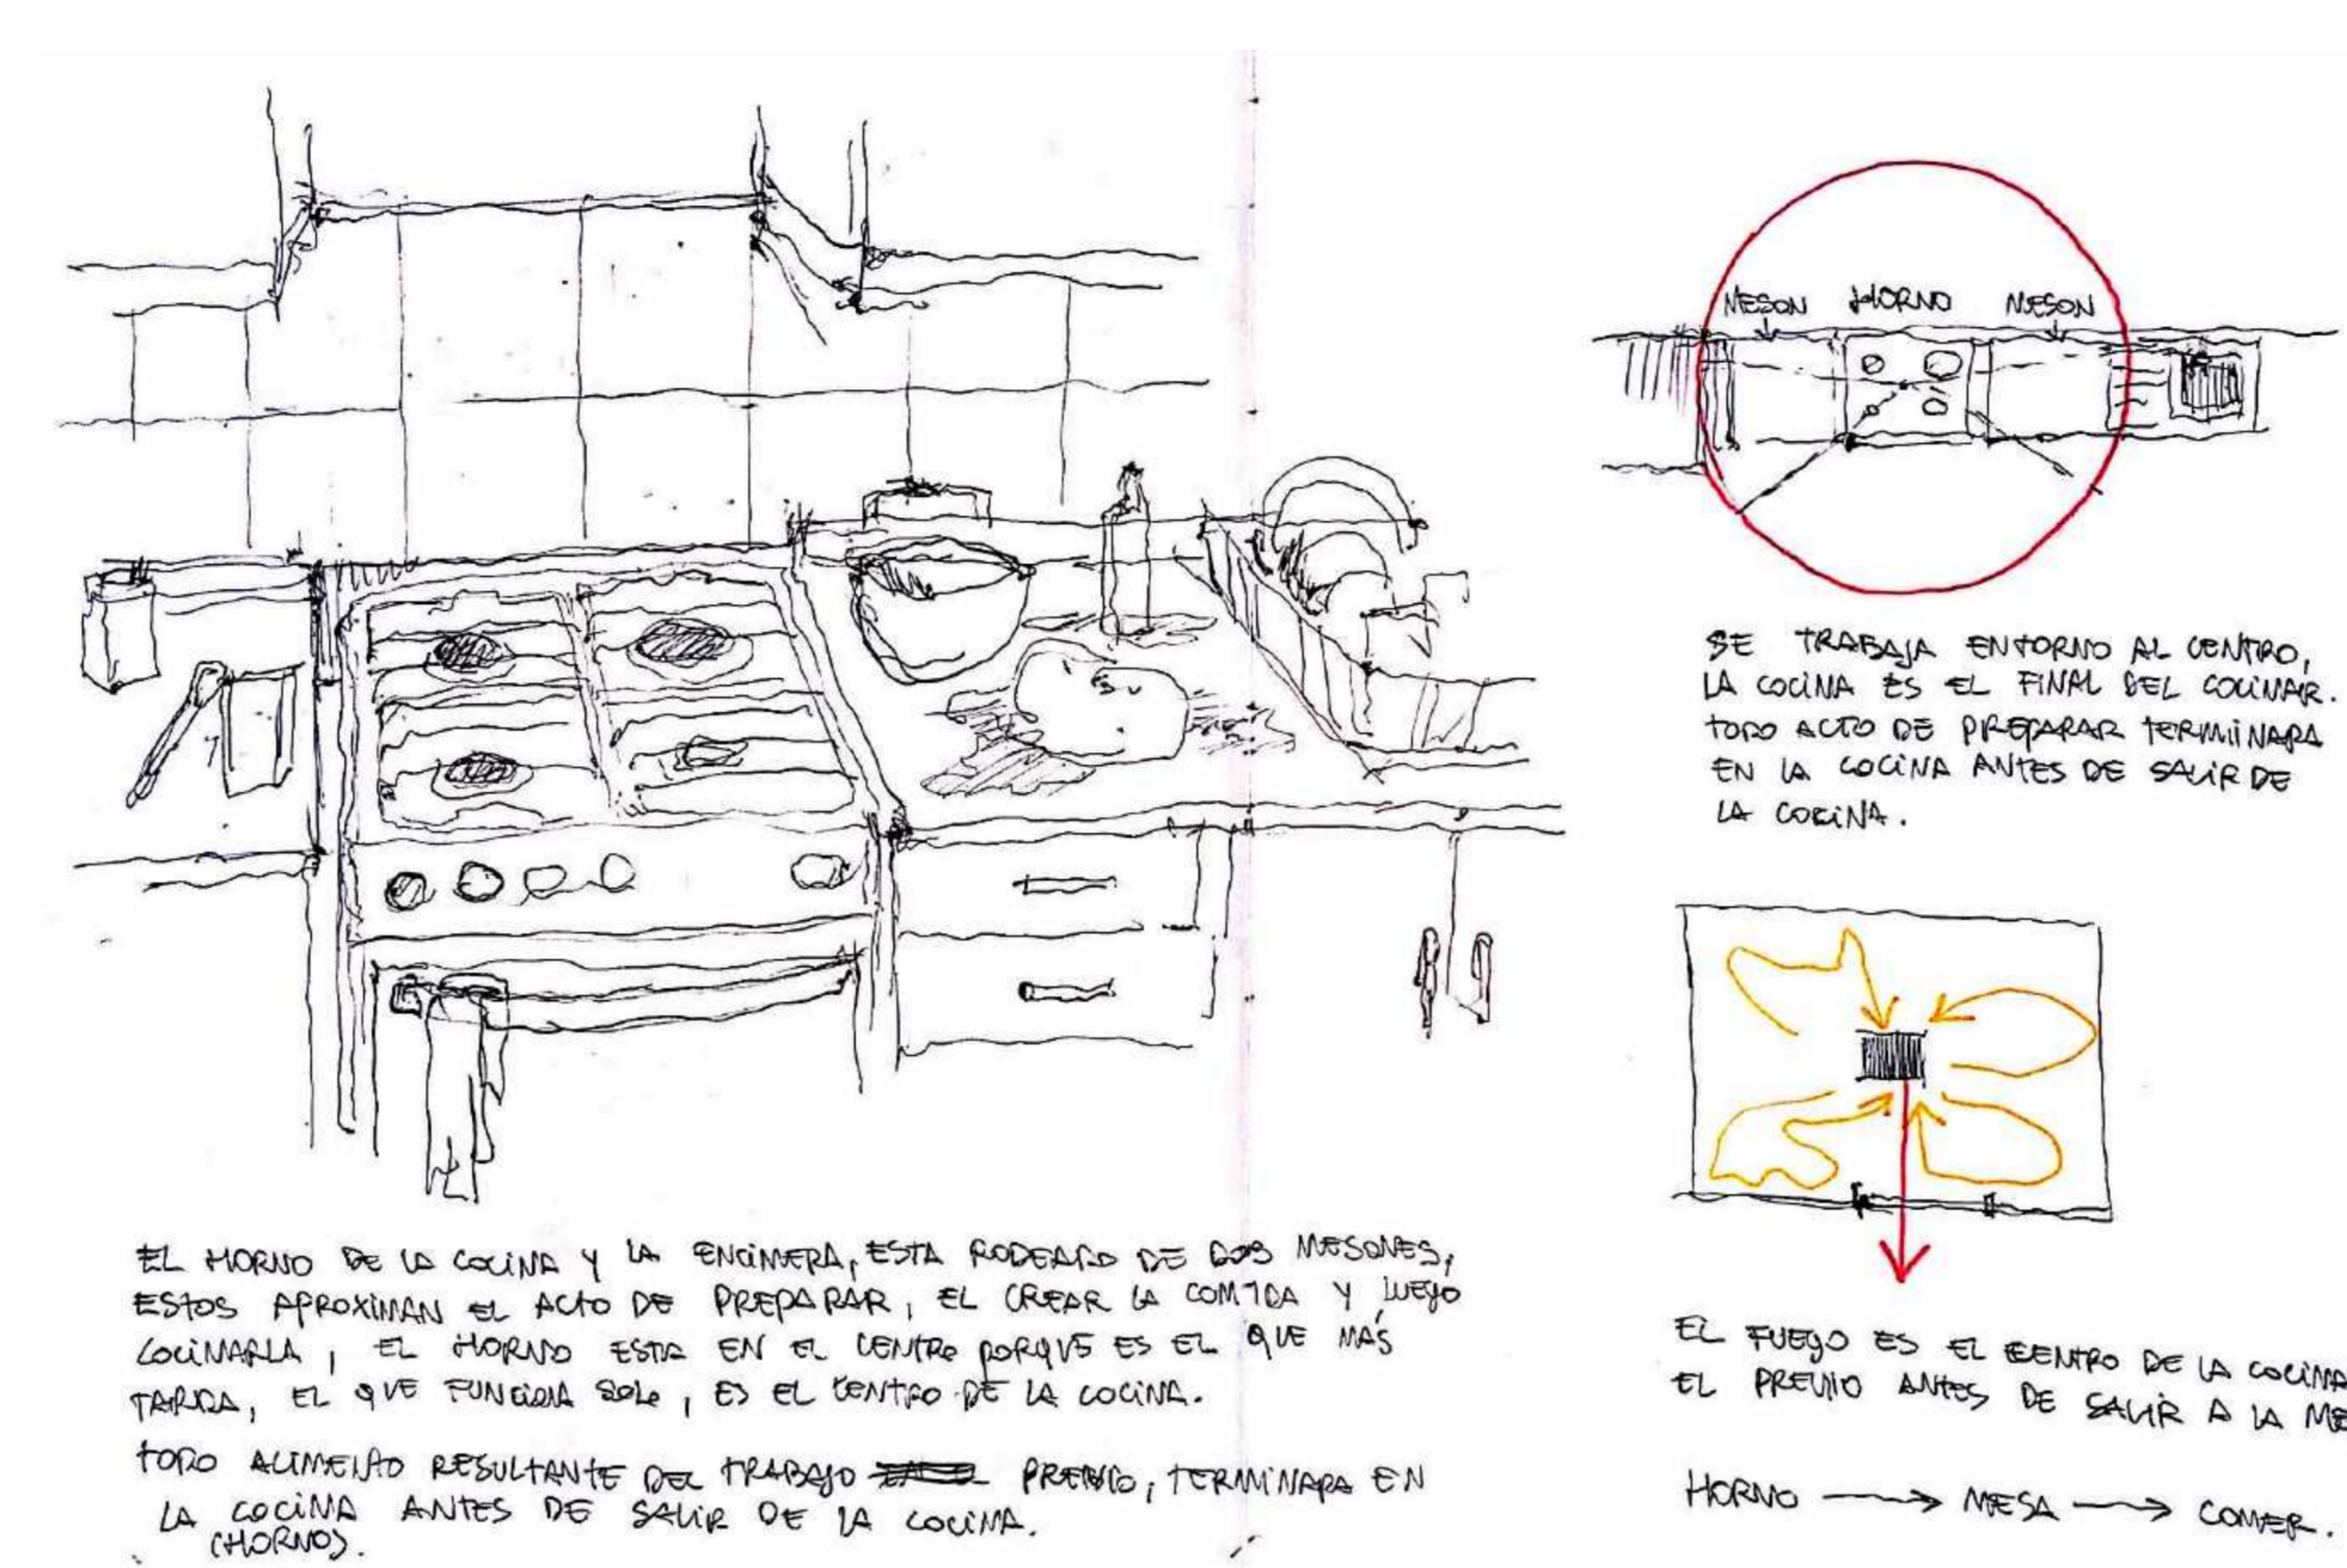 EL HORNO DE LA COCINA Y LA ENCIMERA, ESTA RODEADO DE DOS MESONES,
ESTOS APROXIMAN EL ACTO DE PREPARAR, EL CREAR LA COMIDA Y LUEGO
COCINARLA, EL HORNO ESTA EN EL CENTRO PORQUE ES EL QUE MÁS
TARDA, EL QUE FUNCIONA SOLO, ES EL CENTRO DE LA COCINA.
TODO ALIMENTO RESULTANTE DEL TRABAJO PREVIO, TERMINARA EN
LA COCINA ANTES DE SALIR DE LA COCINA.
(HORNO).
MESON HORNO MESON
SE TRABAJA ENTORNO AL CENTRO,
LA COCINA ES EL FINAL DEL COCINAR.
TODO ACTO DE PREPARAR TERMINARA
EN LA COCINA ANTES DE SALIR DE
LA COCINA.
EL FUEGO ES EL CENTRO DE LA COCINA
EL PREVIO ANTES DE SALIR A LA ME
HORNO → MESA → COMER.